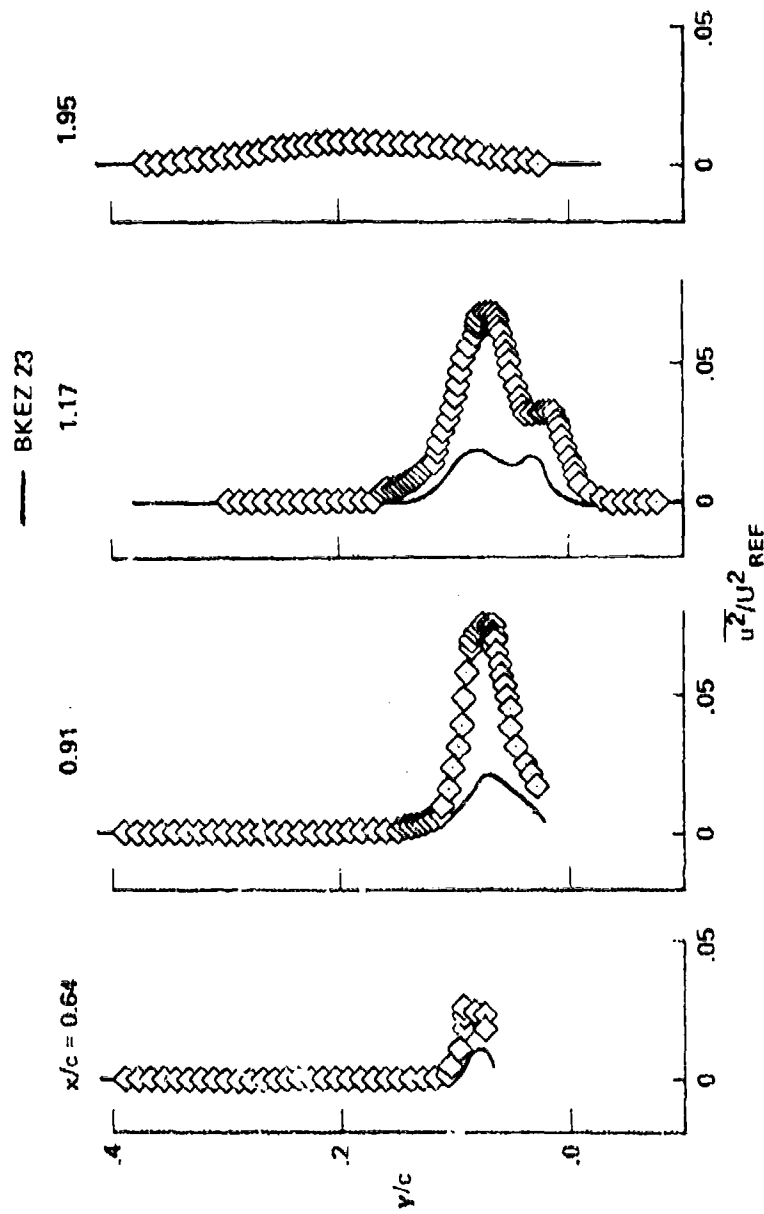 — BKEZ 23
x/c = 0.64
0.91
1.17
1.95
.4
.2
.0
y/c
0 .05
0 .05
0 .05
0 .05
u²/U²REF